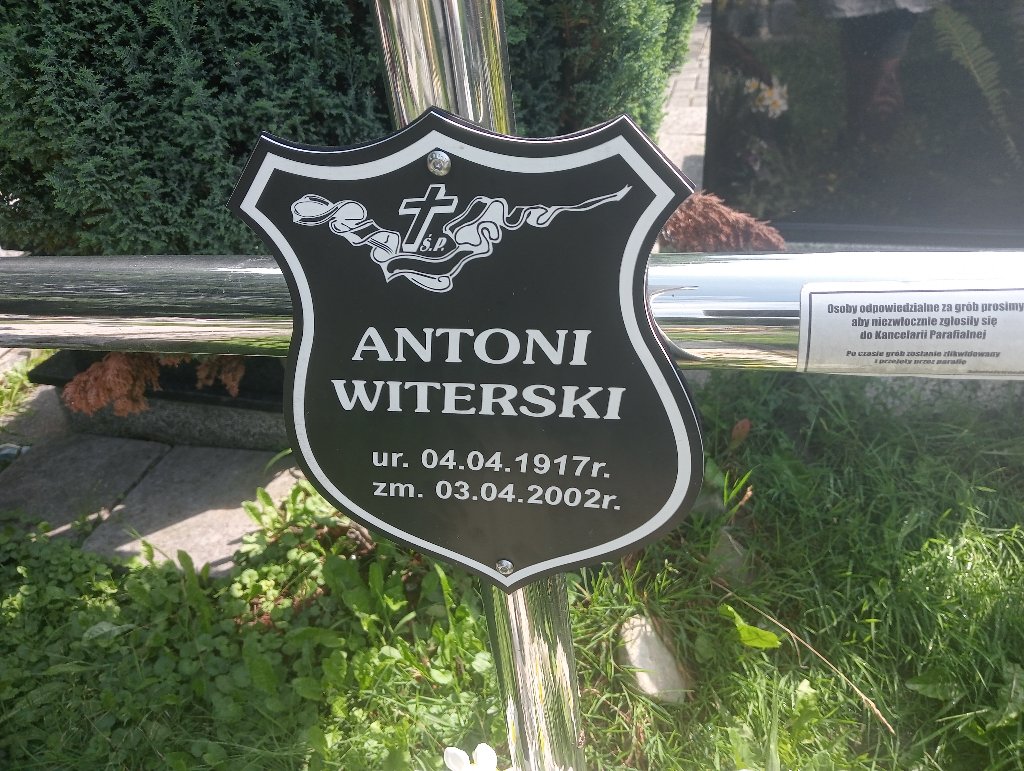 Ś.P.
ANTONI
WITERSKI
ur. 04.04.1917r.
zm. 03.04.2002r.
Osoby odpowiedzialne za grób prosimy
aby niezwłocznie zgłosiły się
do Kancelarii Parafialnej
Po czasie grób zostanie zlikwidowany
i przejęty przez parafię